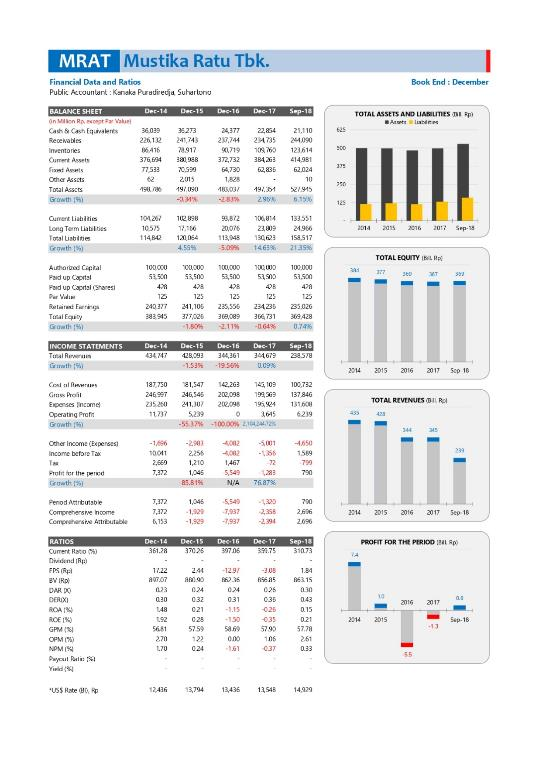 MRAT Mustika Ratu Tbk.
Financial Data and Ratios Book End : December
Public Accountant : Kanaka Puradiredja, Suhartono
BALANCE SHEET Dec-14 Dec-15 Dec-16 Dec-17 Sep-18
(in Million Rp, except Par Value)
Cash & Cash Equivalents 36,039 36,273 24,377 22,854 21,110
Receivables 226,132 241,743 237,744 234,735 244,090
Inventories 86,416 78,917 90,719 109,760 123,614
Current Assets 376,694 380,988 372,732 384,263 414,981
Fixed Assets 77,533 70,599 64,730 82,636 62,024
Other Assets 62 2,015 1,828 - 10
Total Assets 498,786 497,090 483,037 497,354 527,945
Growth (%) -0.34% -2.83% 2.96% 6.15%
Current Liabilities 104,267 102,898 93,872 106,814 133,551
Long Term Liabilities 10,575 17,166 20,076 23,809 24,966
Total Liabilities 114,842 120,064 113,948 130,623 158,517
Growth (%) 4.55% -5.09% 14.63% 21.35%
Authorized Capital 100,000 100,000 100,000 100,000 100,000
Paid up Capital 53,500 53,500 53,500 53,500 53,500
Paid up Capital (Shares) 428 428 428 428 428
Par Value 125 125 125 125 125
Retained Earnings 240,377 241,106 235,556 234,236 235,026
Total Equity 383,945 377,026 369,089 366,731 369,428
Growth (%) -1.80% -2.11% -0.64% 0.74%
INCOME STATEMENTS Dec-14 Dec-15 Dec-16 Dec-17 Sep-18
Total Revenues 434,747 428,093 344,361 344,679 238,578
Growth (%) -1.53% -19.56% 0.09%
Cost of Revenues 187,750 181,547 142,263 145,109 100,732
Gross Profit 246,997 246,546 202,098 199,569 137,846
Expenses (Income) 235,260 241,307 202,098 195,924 131,608
Operating Profit 11,737 5,239 0 3,645 6,239
Growth (%) -55.37% -100.00% 2,104,244.72%
Other Income (Expenses) -1,696 -2,983 -4,082 -5,001 -4,650
Income before Tax 10,041 2,256 -4,082 -1,356 1,589
Tax 2,669 1,210 1,467 -72 -799
Profit for the period 7,372 1,046 -5,549 -1,283 790
Growth (%) -85.81% N/A 76.87%
Period Attributable 7,372 1,046 -5,549 -1,320 790
Comprehensive Income 7,372 -1,929 -7,937 -2,358 2,696
Comprehensive Attributable 6,153 -1,929 -7,937 -2,394 2,696
RATIOS Dec-14 Dec-15 Dec-16 Dec-17 Sep-18
Current Ratio (%) 361.28 370.26 397.06 359.75 310.73
Dividend (Rp) - - - - -
EPS (Rp) 17.22 2.44 -12.97 -3.08 1.84
BV (Rp) 897.07 880.90 862.36 856.85 863.15
DAR (X) 0.23 0.24 0.24 0.26 0.30
DER(X) 0.30 0.32 0.31 0.36 0.43
ROA (%) 1.48 0.21 -1.15 -0.26 0.15
ROE (%) 1.92 0.28 -1.50 -0.35 0.21
GPM (%) 56.81 57.59 58.69 57.90 57.78
OPM (%) 2.70 1.22 0.00 1.06 2.61
NPM (%) 1.70 0.24 -1.61 -0.37 0.33
Payout Ratio (%) - - - - -
Yield (%) - - - - -
*US$ Rate (BI), Rp 12,436 13,794 13,436 13,548 14,929
TOTAL ASSETS AND LIABILITIES (Bill. Rp)
Assets Liabilities
625
500
375
250
125
-
2014 2015 2016 2017 Sep-18
TOTAL EQUITY (Bill. Rp)
384 377 369 367 369
2014 2015 2016 2017 Sep-18
TOTAL REVENUES (Bill. Rp)
435 428 344 345 239
2014 2015 2016 2017 Sep-18
PROFIT FOR THE PERIOD (Bill. Rp)
7.4 1.0 0.8
2014 2015 2016 2017 Sep-18
-5.5 -1.3